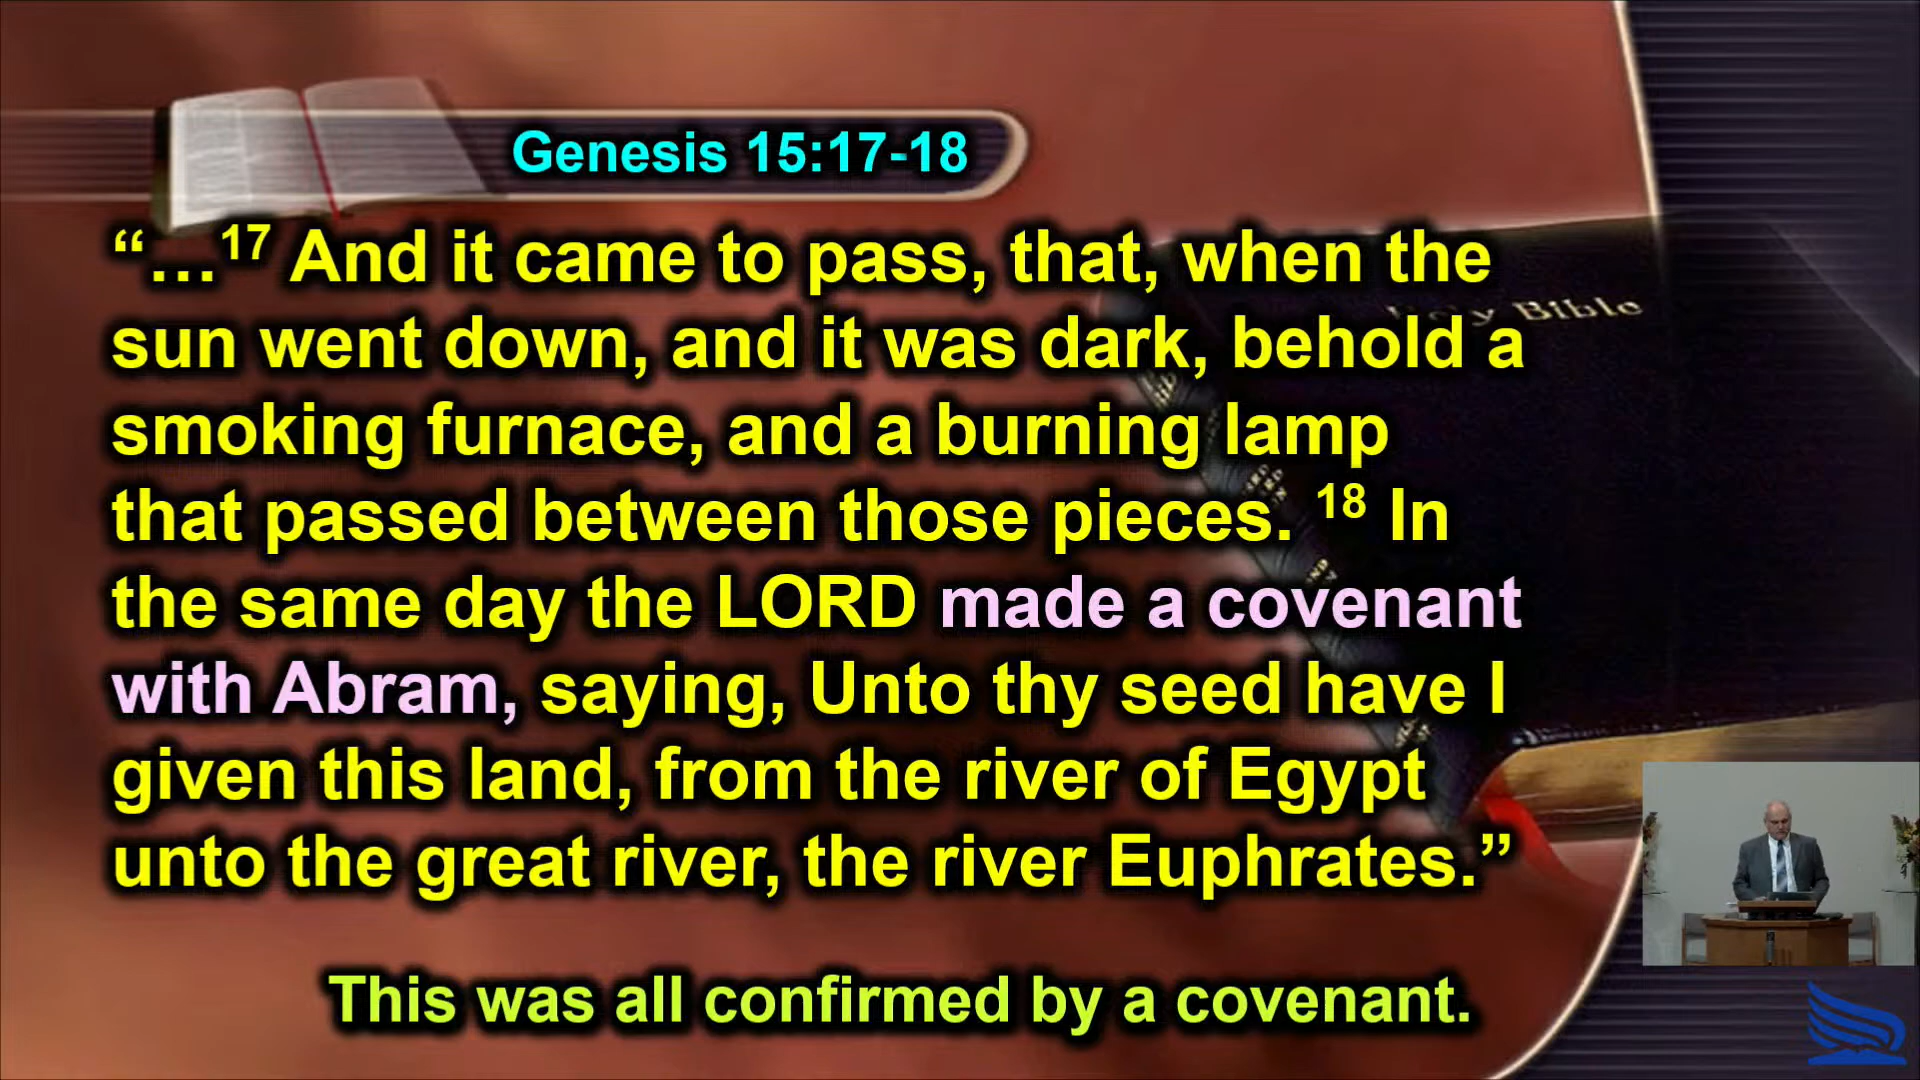 Genesis 15:17-18
“…17 And it came to pass, that, when the
sun went down, and it was dark, behold a
smoking furnace, and a burning lamp
that passed between those pieces. 18 In
the same day the LORD made a covenant
with Abram, saying, Unto thy seed have I
given this land, from the river of Egypt
unto the great river, the river Euphrates.”
This was all confirmed by a covenant.
Holy Bible